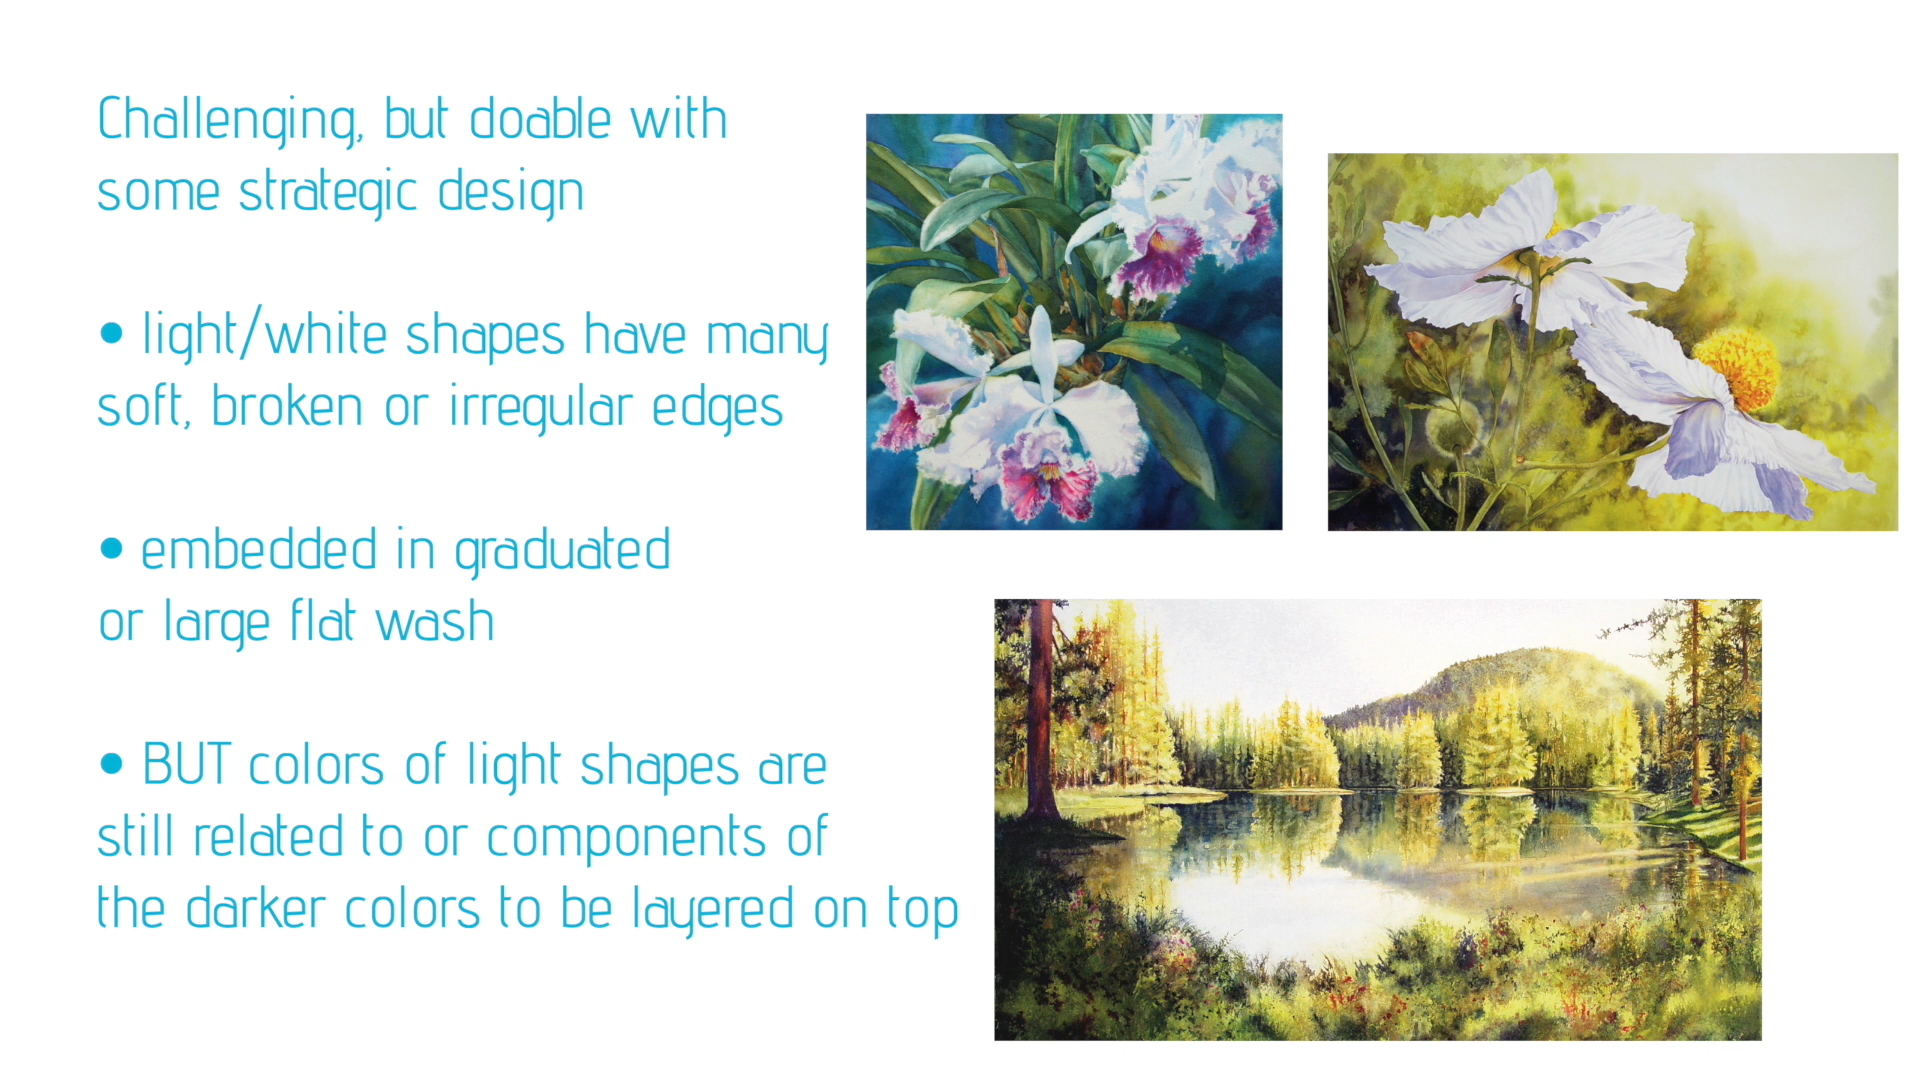 Challenging, but doable with
some strategic design
• light/white shapes have many
soft, broken or irregular edges
• embedded in graduated
or large flat wash
• BUT colors of light shapes are
still related to or components of
the darker colors to be layered on top